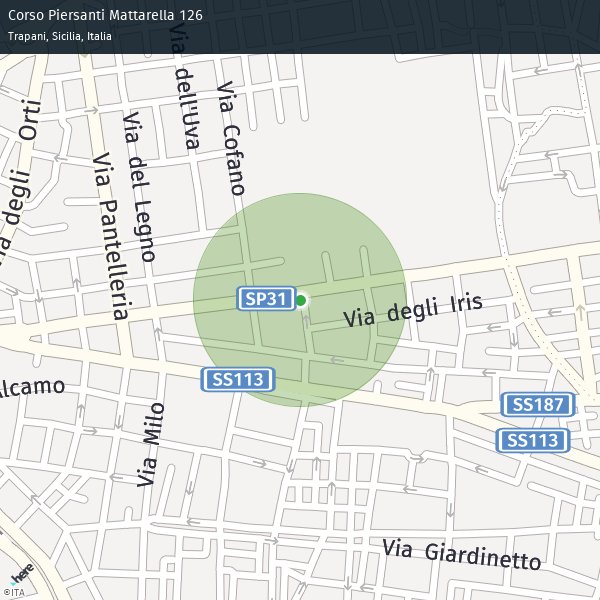 Corso Piersanti Mattarella 126
Trapani, Sicilia, Italia
Via dell'Uva
Via Cofano
Via degli Orti
Via del Legno
Via Pantelleria
SP31
Via degli Iris
SS113
Alcamo
SS187
Via Milo
SS113
Via Giardinetto
here
©ITA